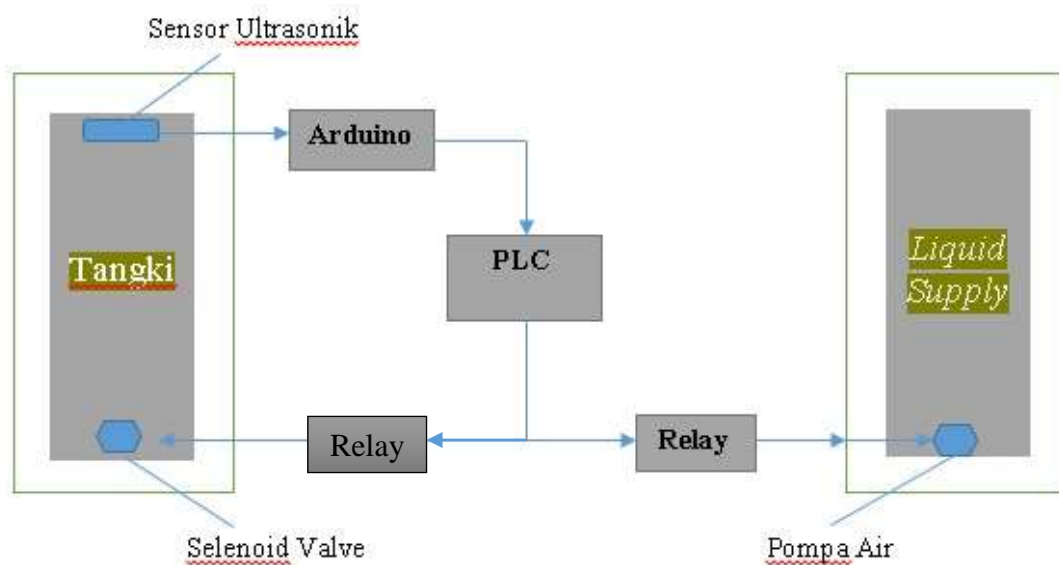 Sensor Ultrasonik
Arduino
PLC
Tangki
Liquid
Supply
Relay
Relay
Selenoid Valve
Pompa Air